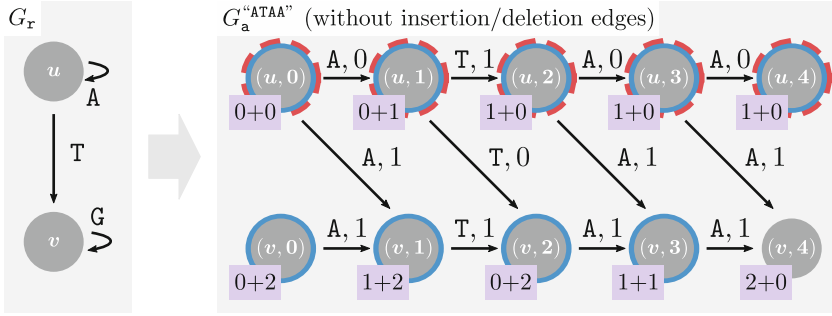 G_r
u
A
T
G
v
G_a^"ATAA" (without insertion/deletion edges)
A, 0
T, 1
A, 0
A, 0
(u, 0)
(u, 1)
(u, 2)
(u, 3)
(u, 4)
0+0
0+1
1+0
1+0
1+0
A, 1
T, 0
A, 1
A, 1
A, 1
T, 1
A, 1
A, 1
(v, 0)
(v, 1)
(v, 2)
(v, 3)
(v, 4)
0+2
1+2
0+2
1+1
2+0